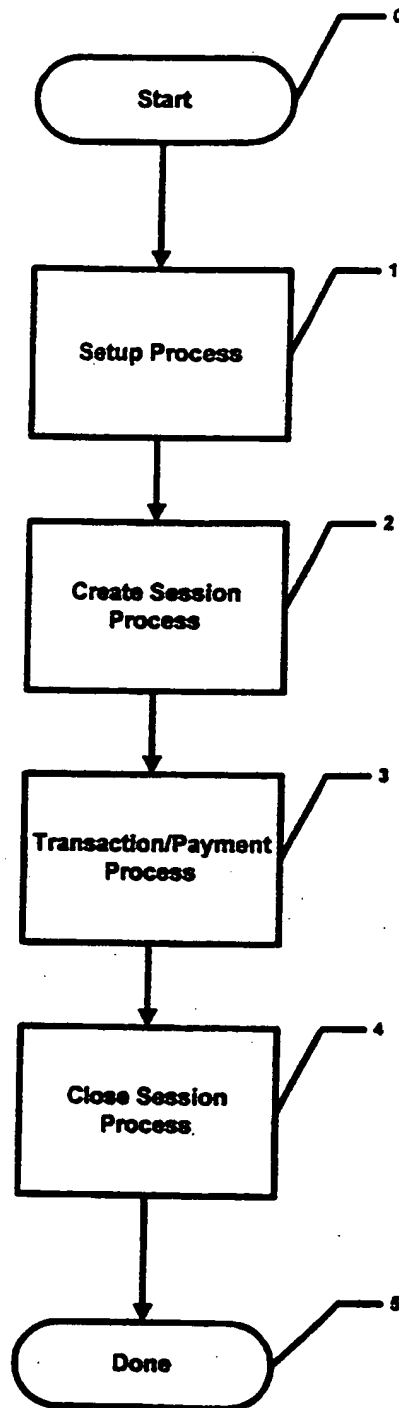 0
Start
1
Setup Process
2
Create Session
Process
3
Transaction/Payment
Process
4
Close Session
Process
5
Done